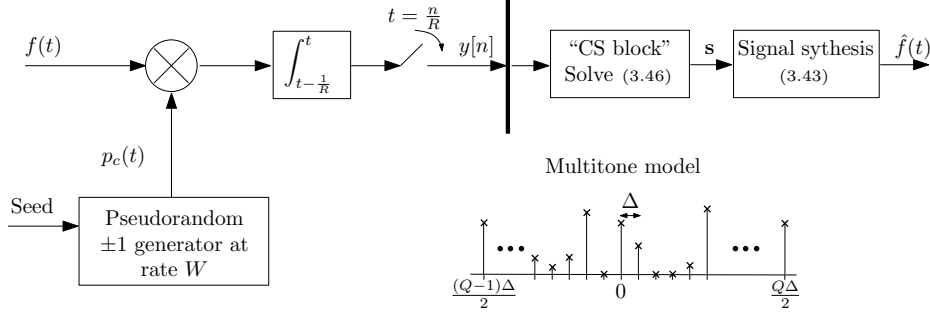 f(t)
p_c(t)
Seed
Pseudorandom
±1 generator at
rate W
∫_{t−1/R}^{t}
t = n/R
y[n]
“CS block”
Solve (3.46)
s
Signal sythesis
(3.43)
f̂(t)
Multitone model
Δ
(Q−1)Δ/2
0
QΔ/2